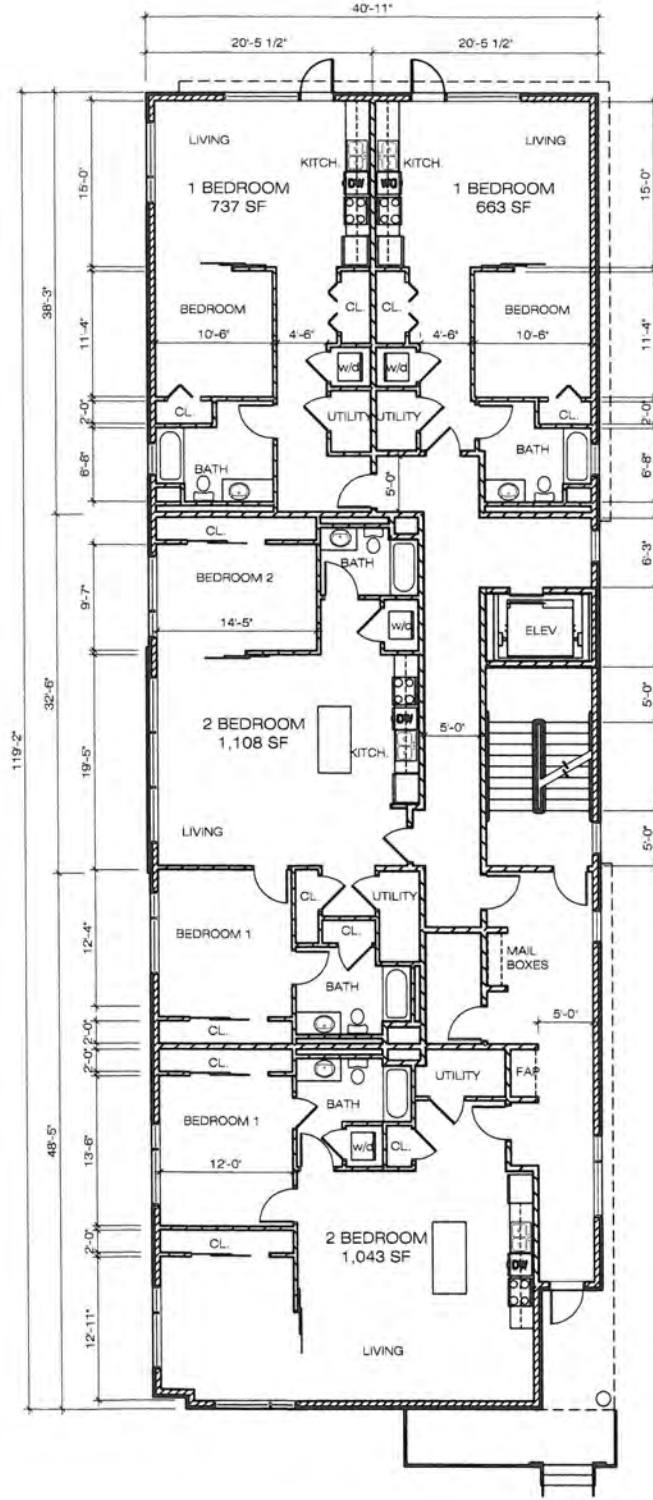 40'-11"
20'-5 1/2"
20'-5 1/2"
LIVING
LIVING
KITCH.
KITCH.
1 BEDROOM
737 SF
1 BEDROOM
663 SF
DW
15'-0"
15'-0"
38'-3"
BEDROOM
CL.
CL.
BEDROOM
10'-6"
4'-6"
4'-6"
10'-6"
11'-4"
11'-4"
w/d
w/d
CL.
UTILITY
UTILITY
CL.
2'-0"
2'-0"
BATH
BATH
6'-8"
6'-8"
5'-0"
CL.
BATH
BEDROOM 2
9'-7"
6'-3"
14'-5"
w/d
ELEV.
119'-2"
32'-6"
2 BEDROOM
1,108 SF
DW
KITCH.
5'-0"
5'-0"
19'-5"
LIVING
5'-0"
CL.
UTILITY
CL.
BEDROOM 1
12'-4"
MAIL
BOXES
BATH
5'-0"
CL.
2'-0"
CL.
2'-0"
UTILITY
FAP
BEDROOM 1
BATH
w/d
CL.
48'-5"
13'-6"
12'-0"
CL.
2'-0"
2 BEDROOM
1,043 SF
DW
12'-11"
LIVING